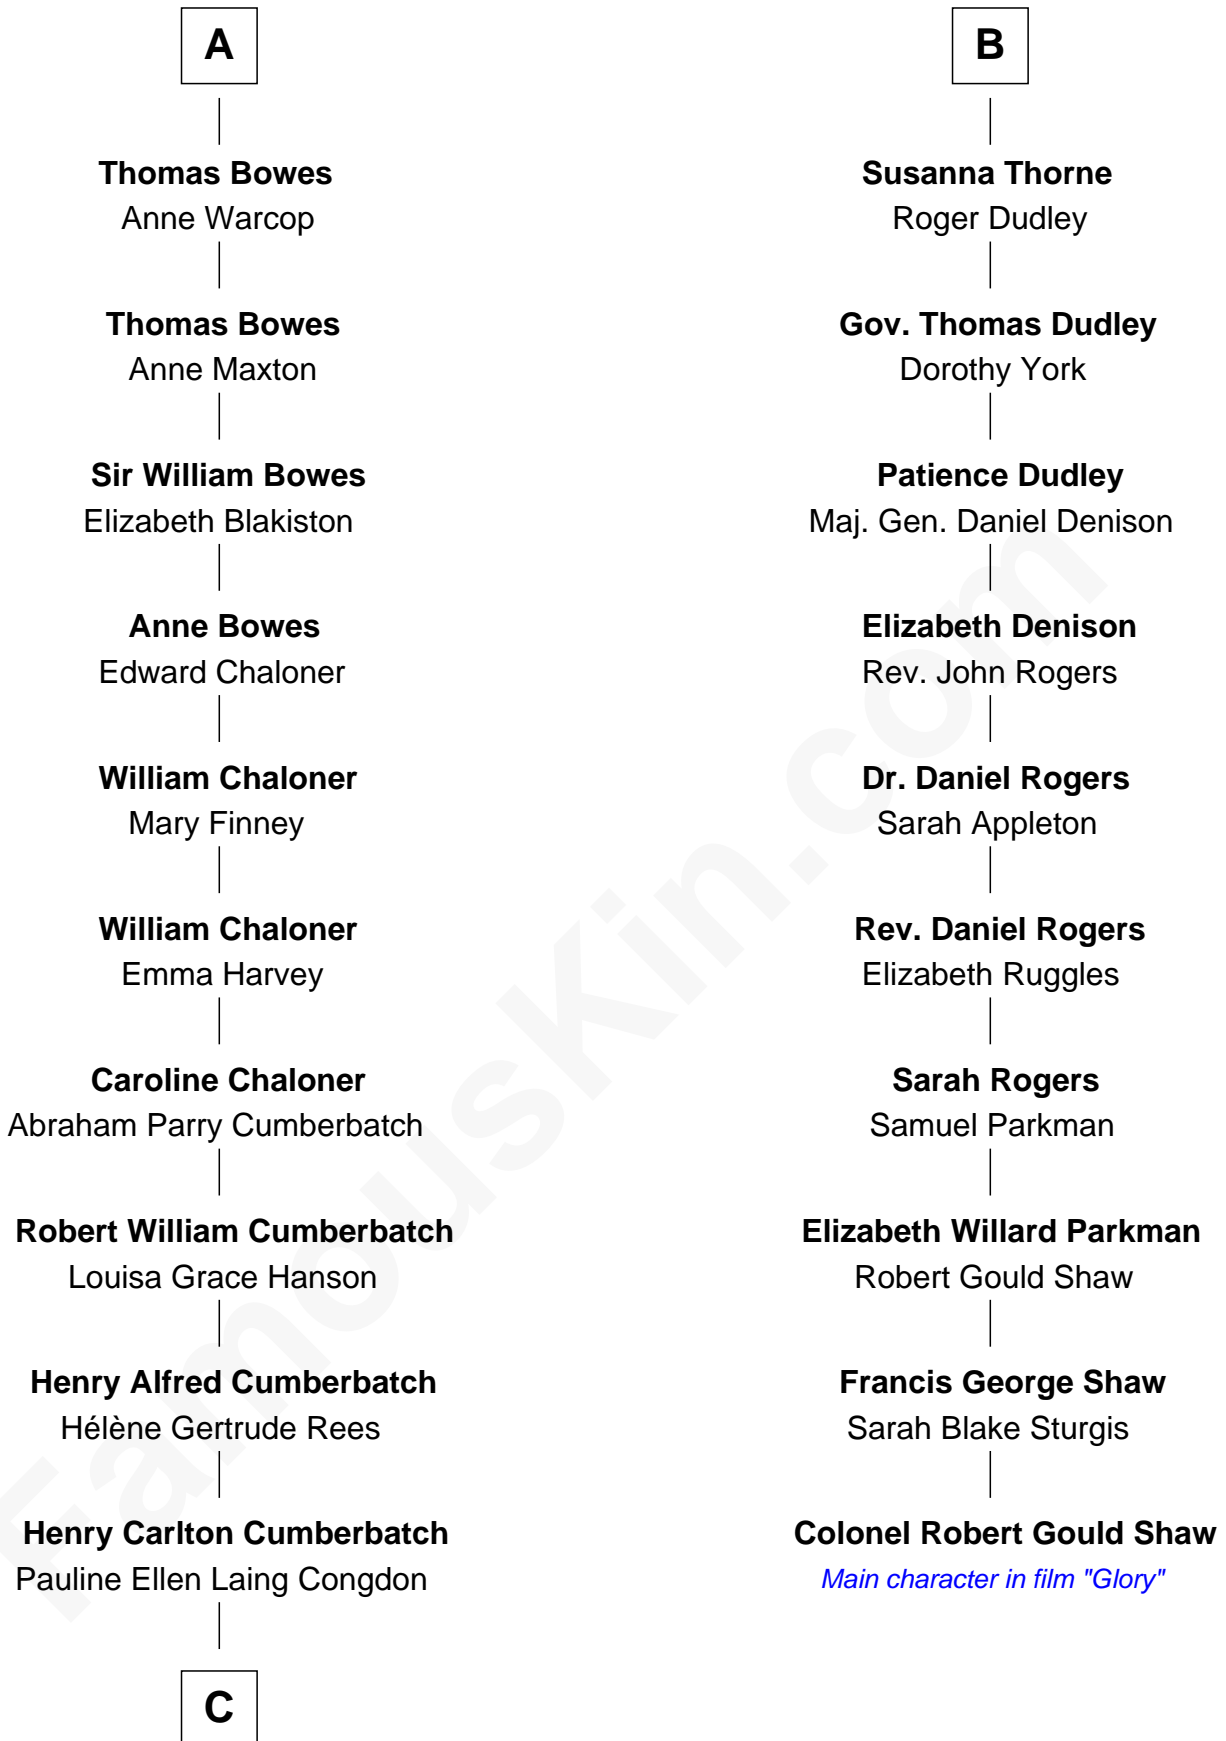 A
Thomas Bowes
Anne Warcop
Thomas Bowes
Anne Maxton
Sir William Bowes
Elizabeth Blakiston
Anne Bowes
Edward Chaloner
William Chaloner
Mary Finney
William Chaloner
Emma Harvey
Caroline Chaloner
Abraham Parry Cumberbatch
Robert William Cumberbatch
Louisa Grace Hanson
Henry Alfred Cumberbatch
Hélène Gertrude Rees
Henry Carlton Cumberbatch
Pauline Ellen Laing Congdon
C
B
Susanna Thorne
Roger Dudley
Gov. Thomas Dudley
Dorothy York
Patience Dudley
Maj. Gen. Daniel Denison
Elizabeth Denison
Rev. John Rogers
Dr. Daniel Rogers
Sarah Appleton
Rev. Daniel Rogers
Elizabeth Ruggles
Sarah Rogers
Samuel Parkman
Elizabeth Willard Parkman
Robert Gould Shaw
Francis George Shaw
Sarah Blake Sturgis
Colonel Robert Gould Shaw
Main character in film "Glory"
FamousKin.com